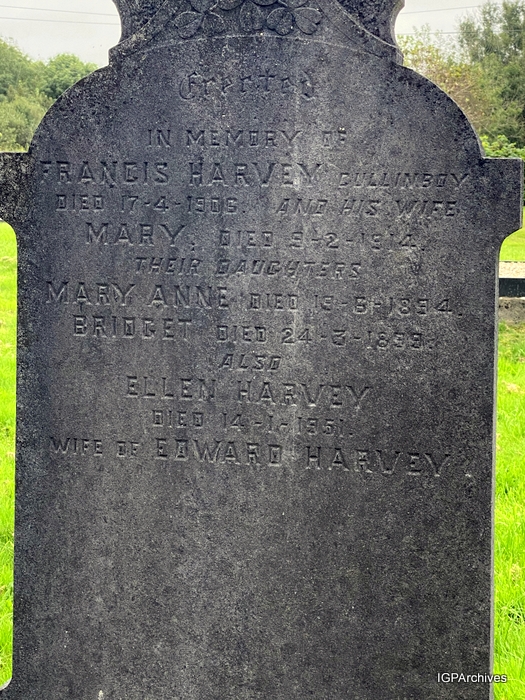 Erected
IN MEMORY OF
FRANCIS HARVEY CULLINBOY
DIED 17-4-1906. AND HIS WIFE
MARY. DIED 9-2-1914.
THEIR DAUGHTERS
MARY ANNE DIED 19-8-1894.
BRIDGET DIED 24-3-1899.
ALSO
ELLEN HARVEY
DIED 14-1-1951.
WIFE OF EDWARD HARVEY
IGPArchives